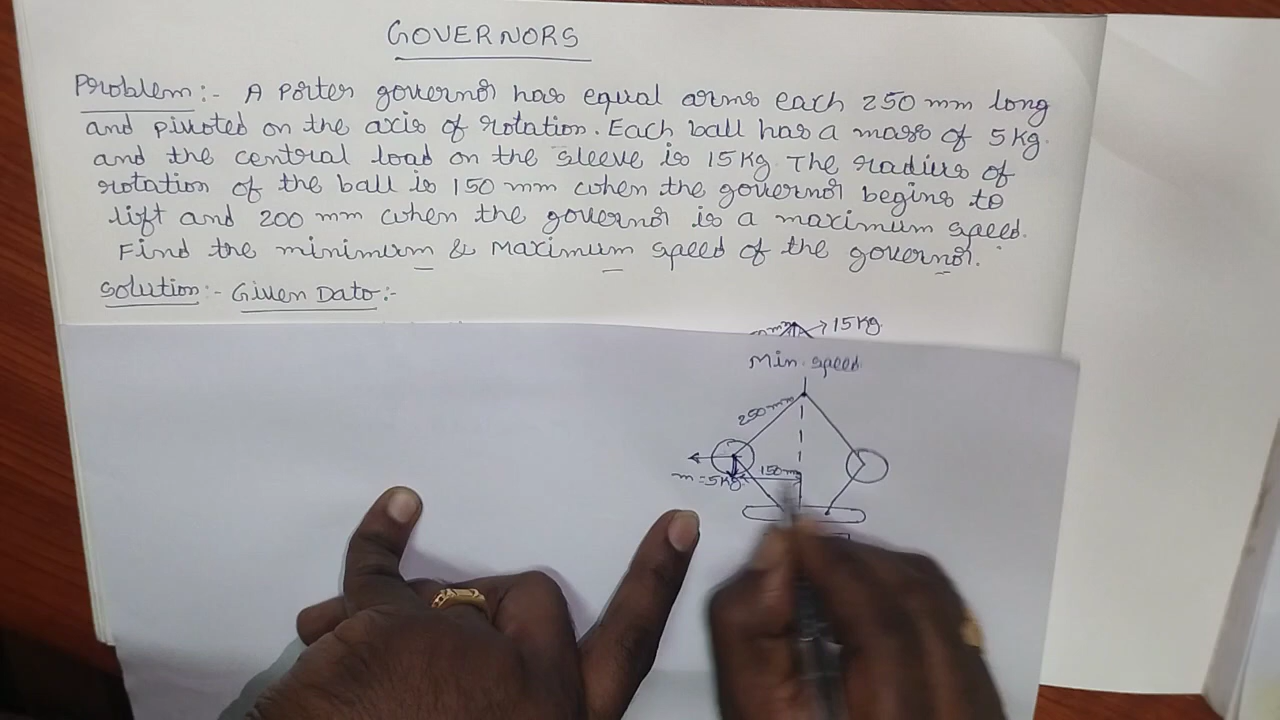 GOVERNORS
Problem:- A Porter governor has equal arms each 250 mm long
and pivoted on the axis of rotation. Each ball has a mass of 5 Kg.
and the central load on the sleeve is 15 Kg The radius of
rotation of the ball is 150 mm when the governor begins to
lift and 200 mm when the governor is a maximum speed.
Find the minimum & Maximum speed of the governor.
Solution:- Given Data:-
15Kg
Min. speed
250 mm
150 m
m = 5 Kg